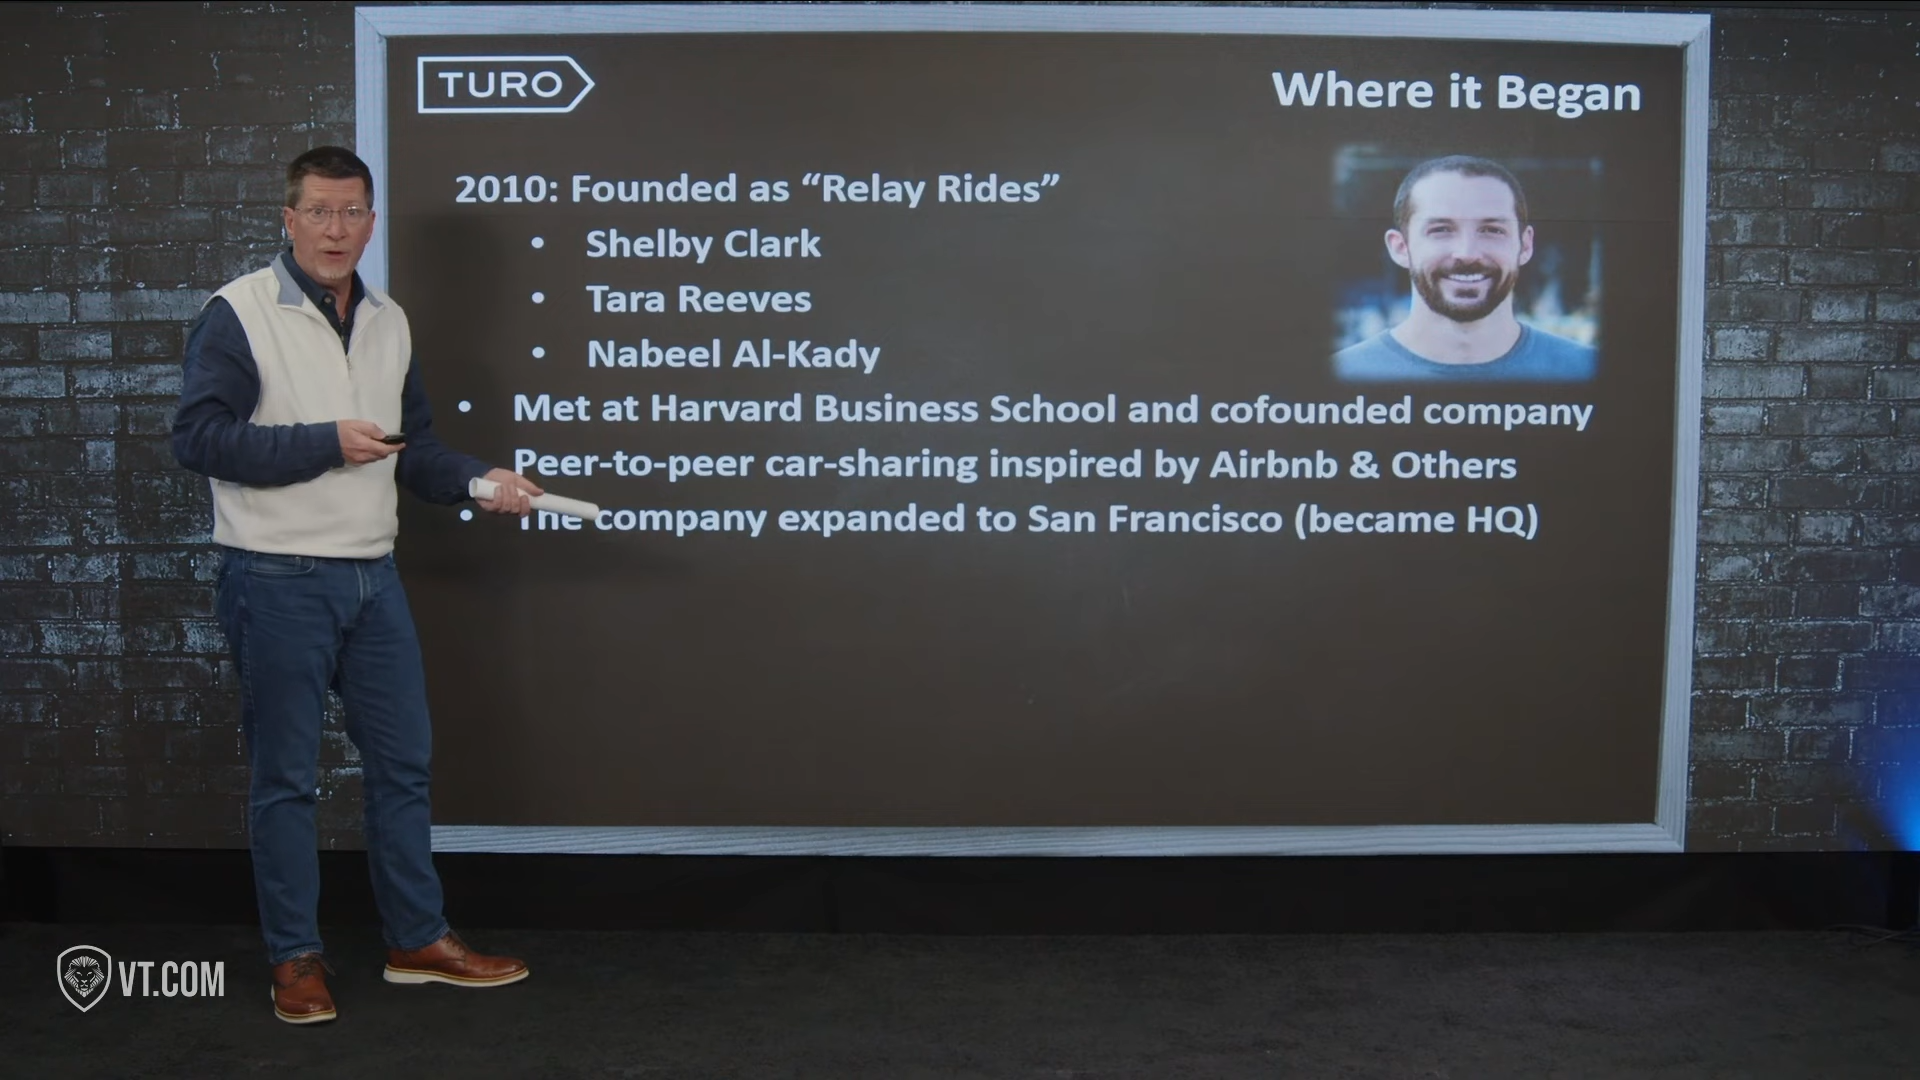 TURO
Where it Began
2010: Founded as “Relay Rides”
• Shelby Clark
• Tara Reeves
• Nabeel Al-Kady
• Met at Harvard Business School and cofounded company
Peer-to-peer car-sharing inspired by Airbnb & Others
• The company expanded to San Francisco (became HQ)
VT.COM